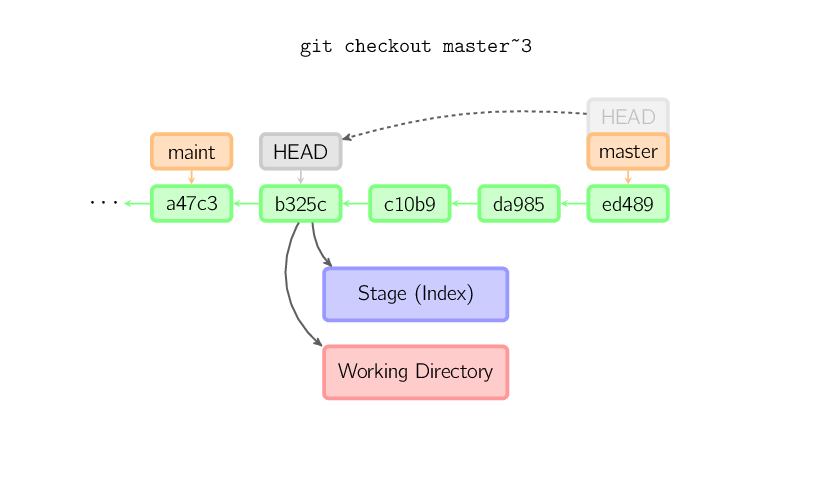 git checkout master~3
HEAD
maint
HEAD
master
...
a47c3
b325c
c10b9
da985
ed489
Stage (Index)
Working Directory